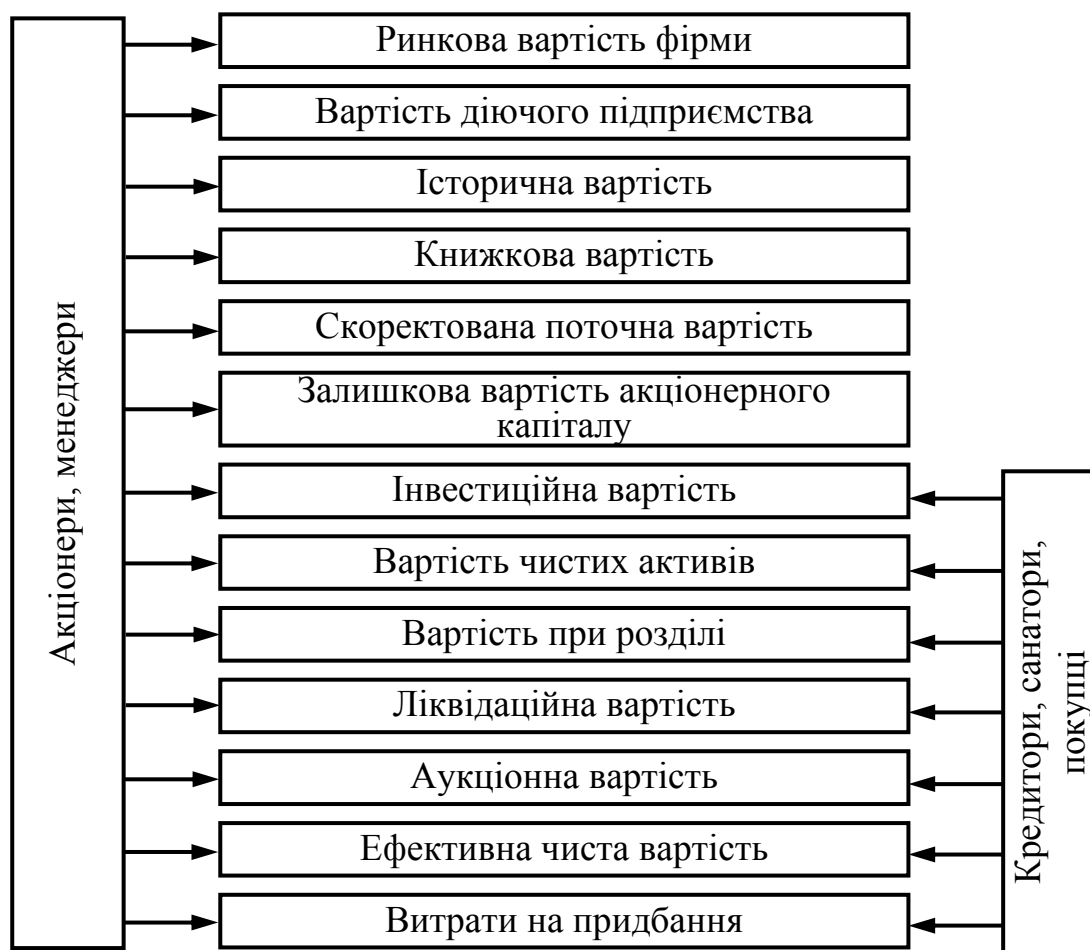 Акціонери, менеджери
Ринкова вартість фірми
Вартість діючого підприємства
Історична вартість
Книжкова вартість
Скоректована поточна вартість
Залишкова вартість акціонерного
капіталу
Інвестиційна вартість
Вартість чистих активів
Вартість при розділі
Ліквідаційна вартість
Аукціонна вартість
Ефективна чиста вартість
Витрати на придбання
Кредитори, санатори,
покупці